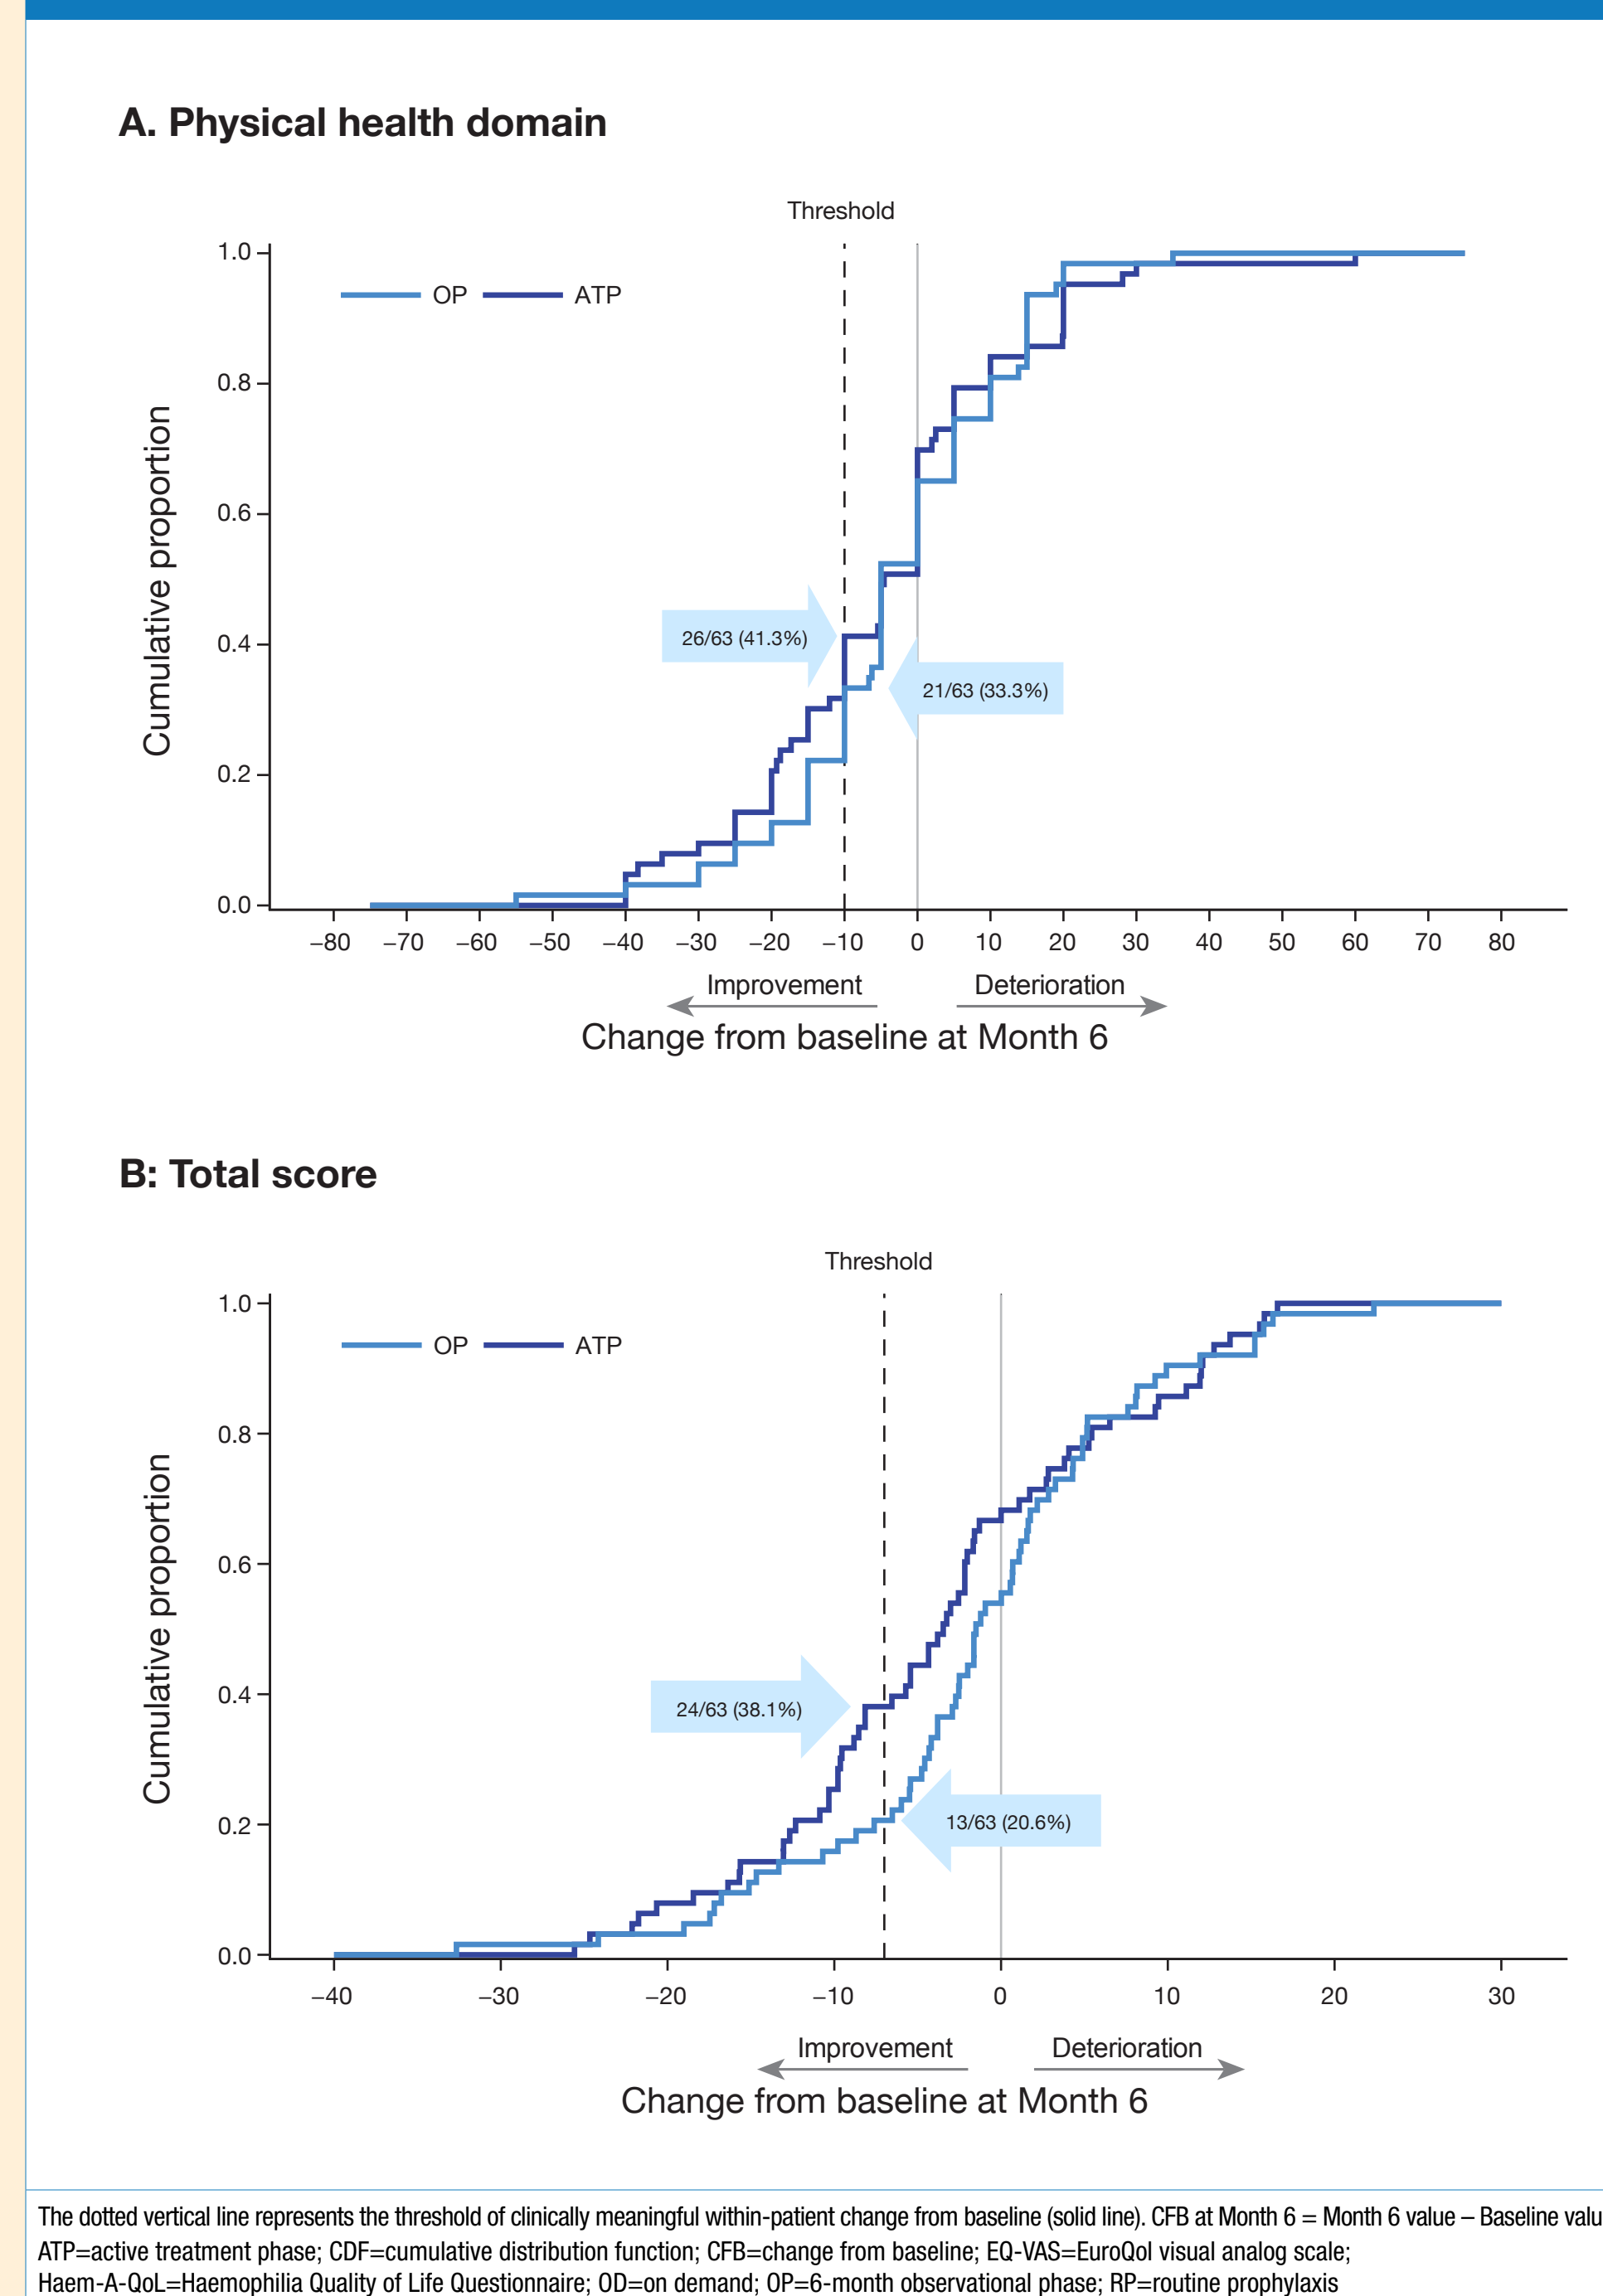 A. Physical health domain
Threshold
1.0
OP ATP
0.8
0.6
0.4
0.2
0.0
Cumulative proportion
26/63 (41.3%)
21/63 (33.3%)
−80 −70 −60 −50 −40 −30 −20 −10 0 10 20 30 40 50 60 70 80
Improvement Deterioration
Change from baseline at Month 6
B: Total score
Threshold
1.0
OP ATP
0.8
0.6
0.4
0.2
0.0
Cumulative proportion
24/63 (38.1%)
13/63 (20.6%)
−40 −30 −20 −10 0 10 20 30
Improvement Deterioration
Change from baseline at Month 6
The dotted vertical line represents the threshold of clinically meaningful within-patient change from baseline (solid line). CFB at Month 6 = Month 6 value – Baseline valu
ATP=active treatment phase; CDF=cumulative distribution function; CFB=change from baseline; EQ-VAS=EuroQol visual analog scale;
Haem-A-QoL=Haemophilia Quality of Life Questionnaire; OD=on demand; OP=6-month observational phase; RP=routine prophylaxis